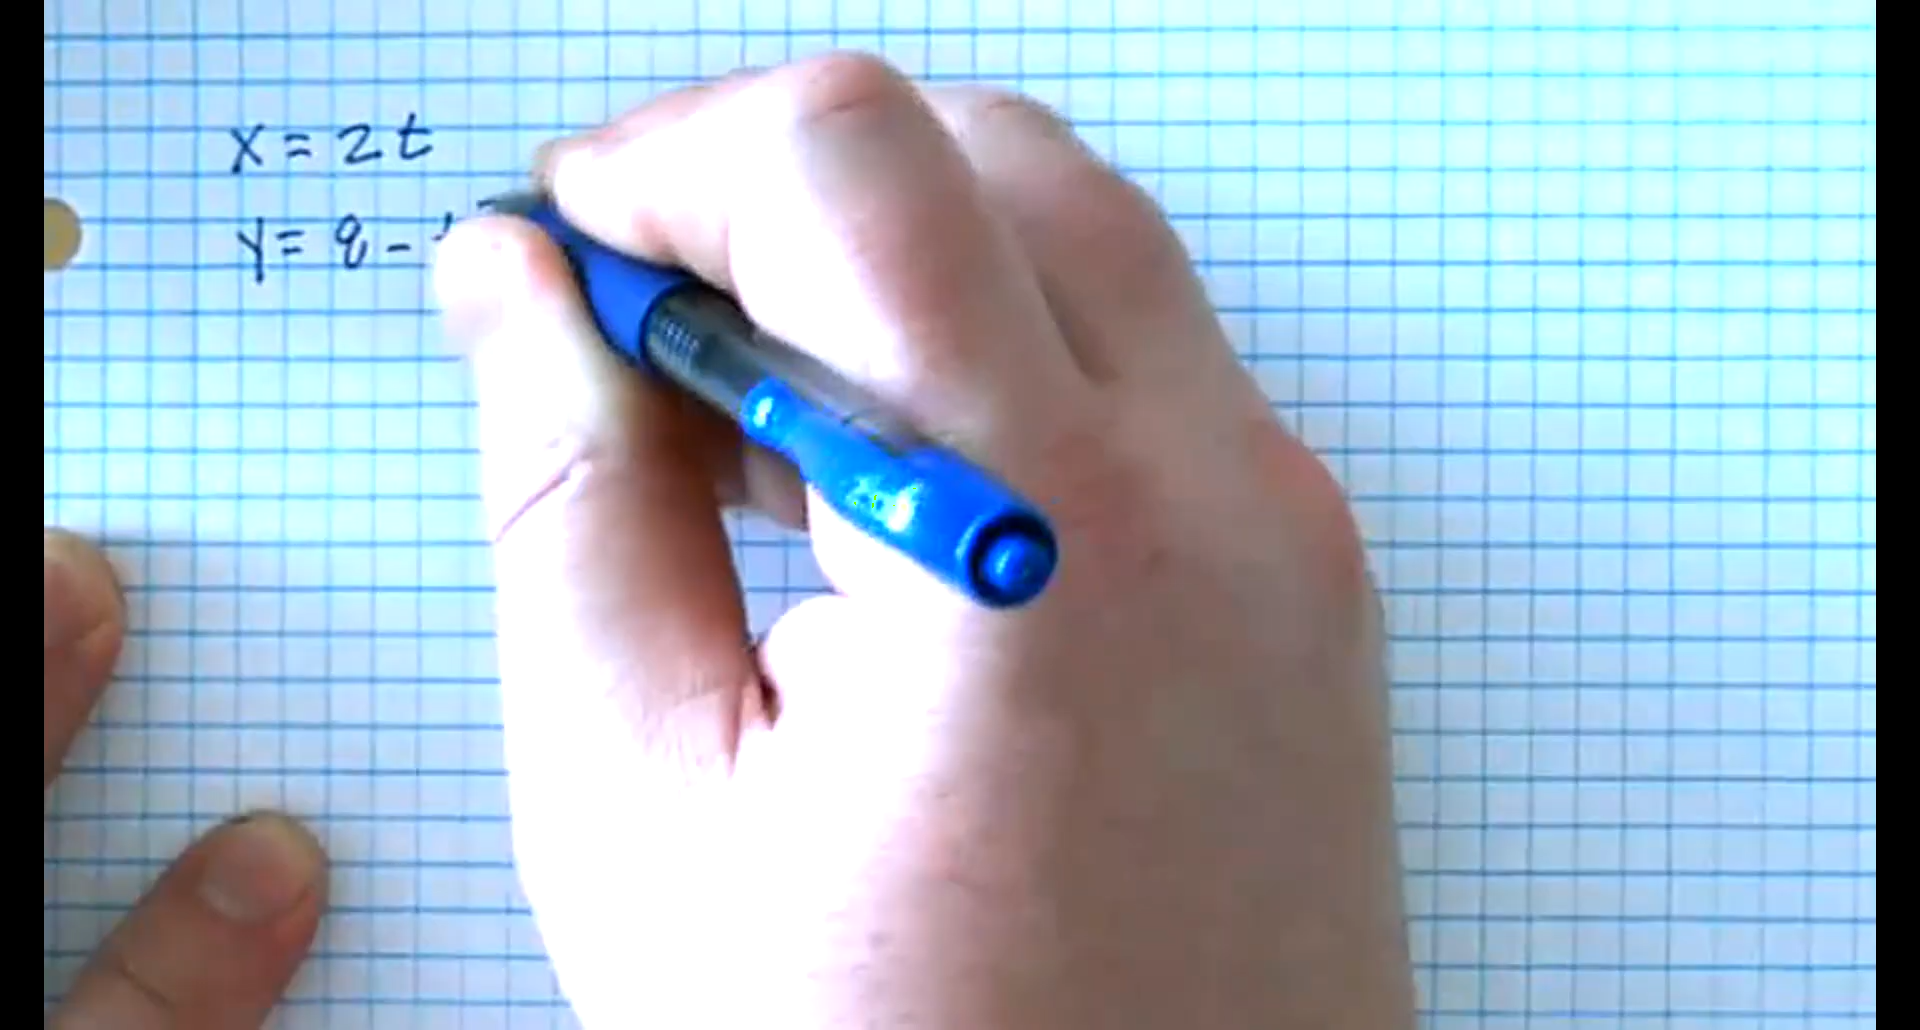 x = 2t
y = 8 -